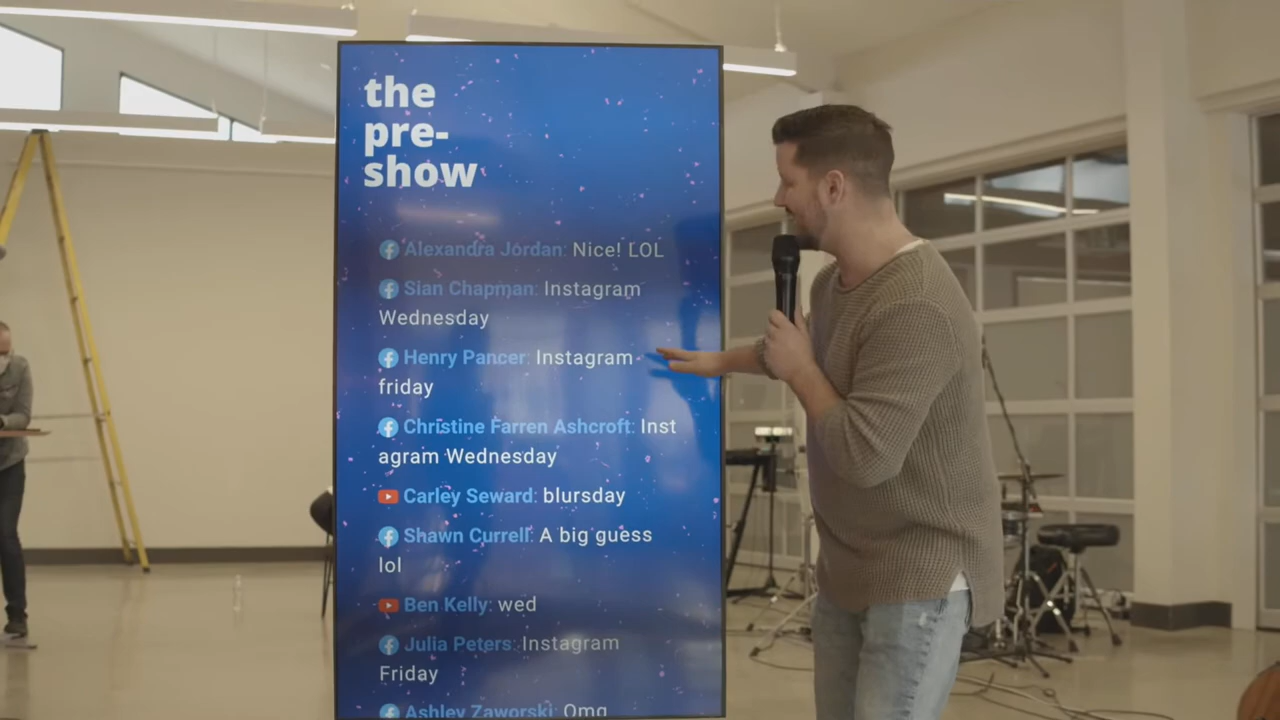 the
pre-
show
Alexandra Jordan: Nice! LOL
Sian Chapman: Instagram
Wednesday
Henry Pancer: Instagram
friday
Christine Farren Ashcroft: Inst
agram Wednesday
Carley Seward: blursday
Shawn Currell: A big guess
lol
Ben Kelly: wed
Julia Peters: Instagram
Friday
Ashley Zaworski: Omg